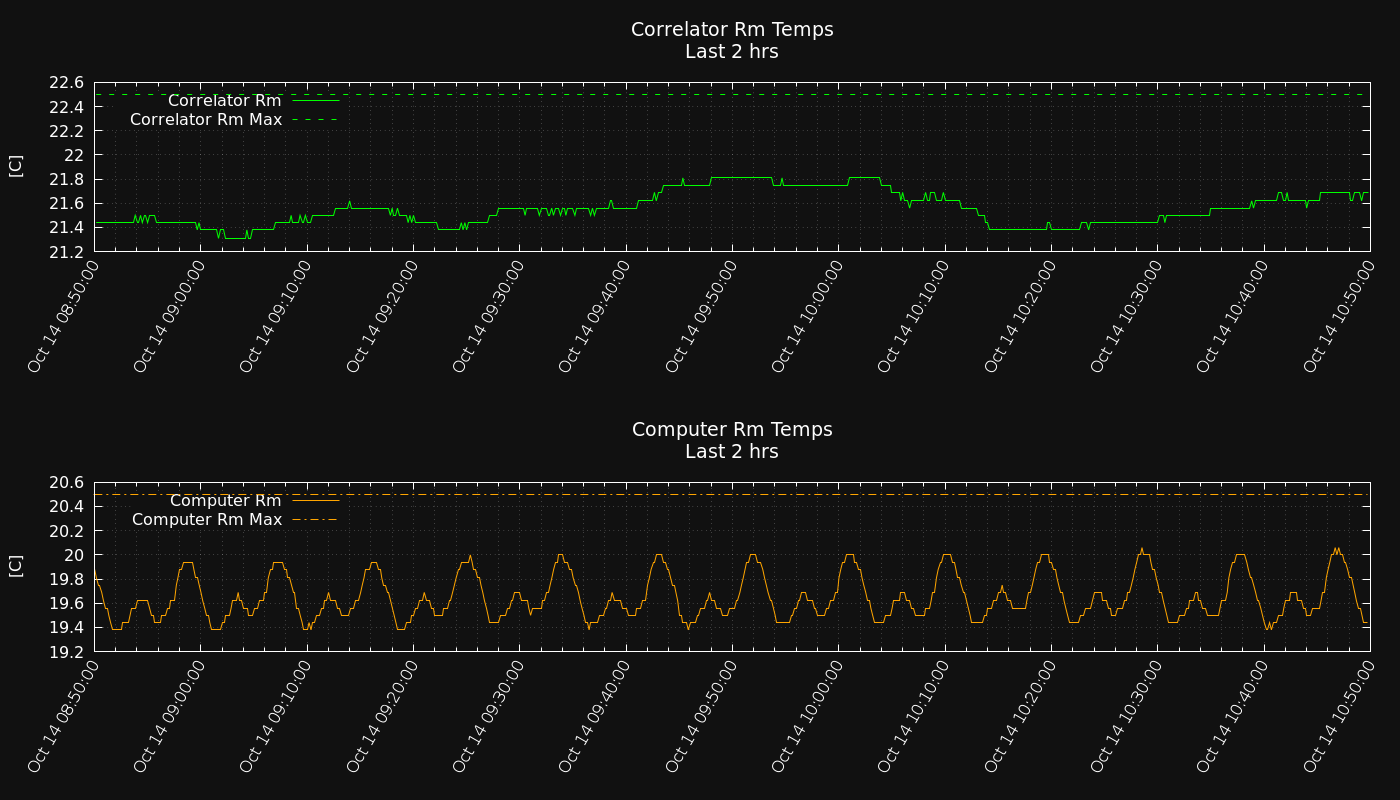 Correlator Rm Temps
Last 2 hrs
[C]
22.6
22.4
22.2
22
21.8
21.6
21.4
21.2
Correlator Rm
Correlator Rm Max
Oct 14 08:50:00
Oct 14 09:00:00
Oct 14 09:10:00
Oct 14 09:20:00
Oct 14 09:30:00
Oct 14 09:40:00
Oct 14 09:50:00
Oct 14 10:00:00
Oct 14 10:10:00
Oct 14 10:20:00
Oct 14 10:30:00
Oct 14 10:40:00
Oct 14 10:50:00
Computer Rm Temps
Last 2 hrs
[C]
20.6
20.4
20.2
20
19.8
19.6
19.4
19.2
Computer Rm
Computer Rm Max
Oct 14 08:50:00
Oct 14 09:00:00
Oct 14 09:10:00
Oct 14 09:20:00
Oct 14 09:30:00
Oct 14 09:40:00
Oct 14 09:50:00
Oct 14 10:00:00
Oct 14 10:10:00
Oct 14 10:20:00
Oct 14 10:30:00
Oct 14 10:40:00
Oct 14 10:50:00